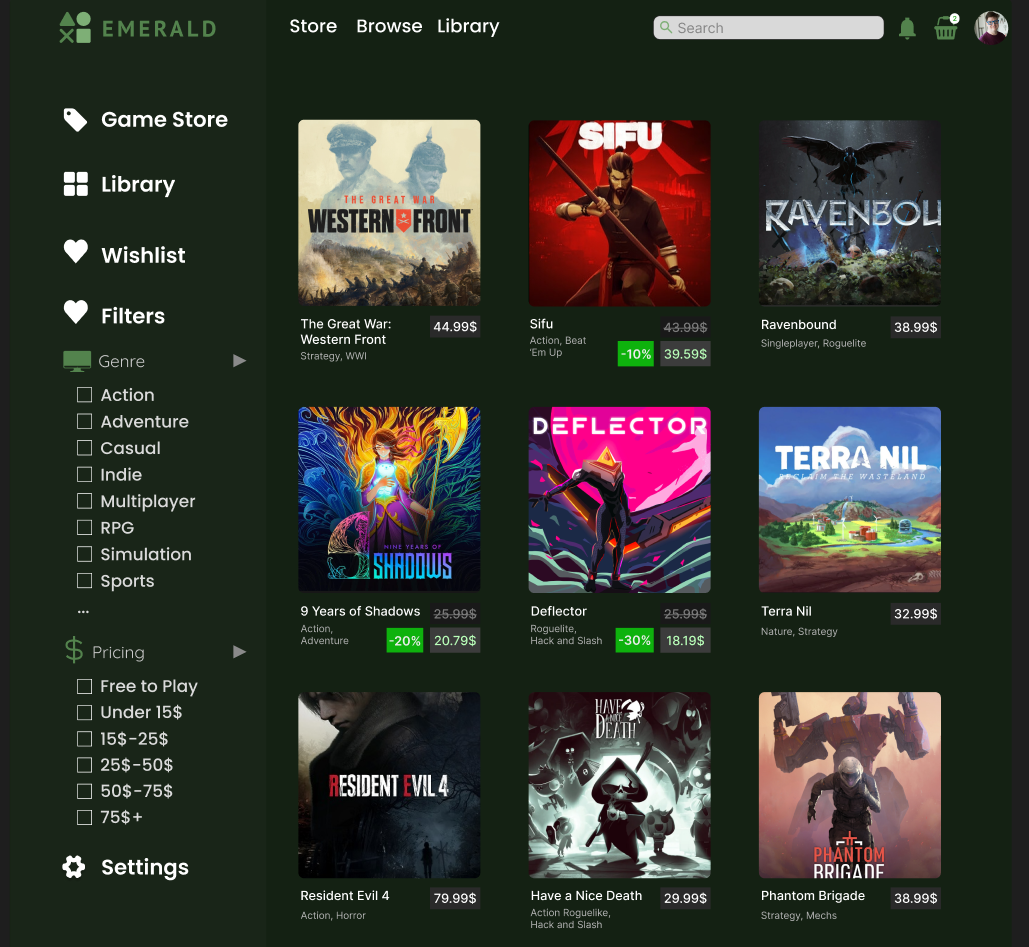 EMERALD
Store Browse Library
Search
2
Game Store
Library
Wishlist
Filters
Genre
Action
Adventure
Casual
Indie
Multiplayer
RPG
Simulation
Sports
...
Pricing
Free to Play
Under 15$
15$-25$
25$-50$
50$-75$
75$+
Settings
THE GREAT WAR
WESTERN FRONT
The Great War:
Western Front
44.99$
Strategy, WWI
SIFU
Sifu
43.99$
Action, Beat
'Em Up
-10%
39.59$
RAVENBOU
Ravenbound
38.99$
Singleplayer, Roguelite
NINE YEARS OF
SHADOWS
9 Years of Shadows
25.99$
Action,
Adventure
-20%
20.79$
DEFLECTOR
Deflector
25.99$
Roguelite,
Hack and Slash
-30%
18.19$
TERRA NIL
RECLAIM THE WASTELAND
Terra Nil
32.99$
Nature, Strategy
RESIDENT EVIL 4
Resident Evil 4
79.99$
Action, Horror
HAVE
A NICE
DEATH
Have a Nice Death
29.99$
Action Roguelike,
Hack and Slash
PHANTOM
BRIGADE
Phantom Brigade
38.99$
Strategy, Mechs